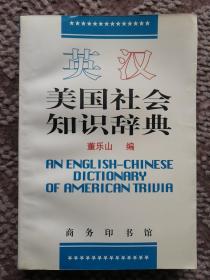 英汉
美国社会
知识辞典
董乐山 编
AN ENGLISH-CHINESE
DICTIONARY
OF AMERICAN TRIVIA
商务印书馆